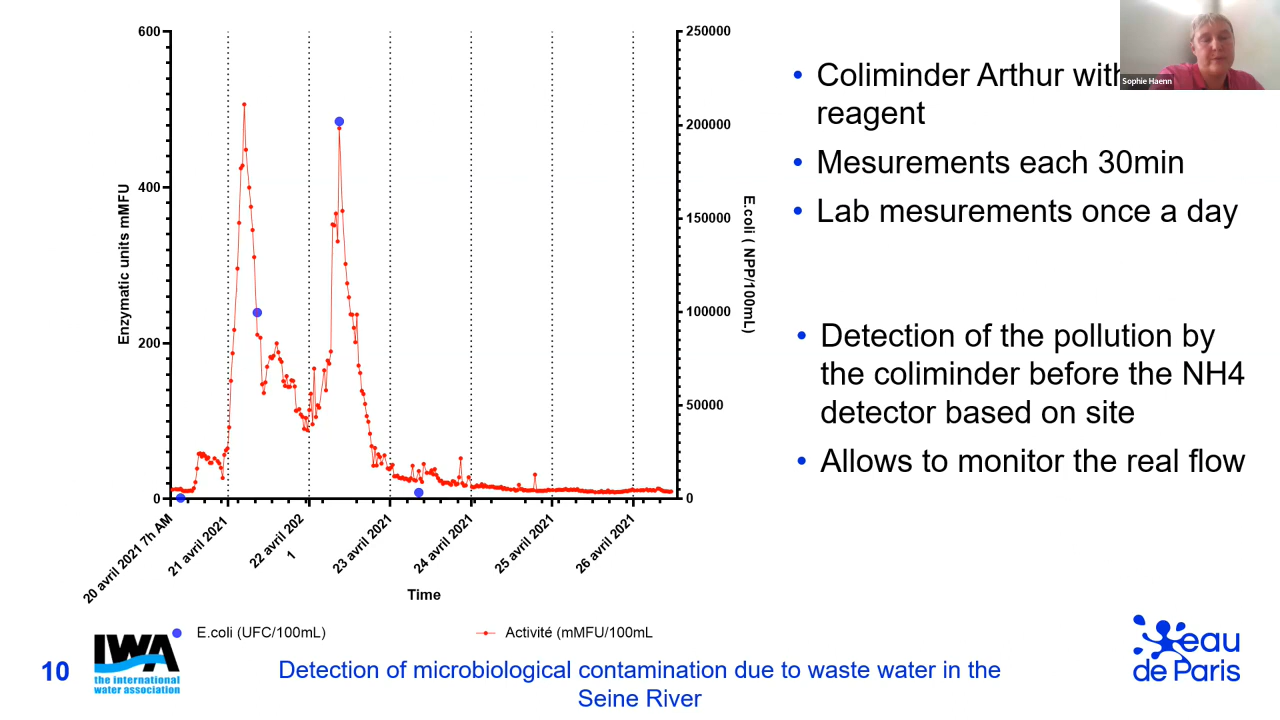 600
400
200
0
Enzymatic units mMFU
250000
200000
150000
100000
50000
0
E.coli ( NPP/100mL)
20 avril 2021 7h AM
21 avril 2021
22 avril 202
1
23 avril 2021
24 avril 2021
25 avril 2021
26 avril 2021
Time
E.coli (UFC/100mL)
Activité (mMFU/100mL
• Coliminder Arthur with
reagent
• Mesurements each 30min
• Lab mesurements once a day
• Detection of the pollution by
the coliminder before the NH4
detector based on site
• Allows to monitor the real flow
Sophie Haenn
10
IWA
the international
water association
Detection of microbiological contamination due to waste water in the
Seine River
eau
de Paris